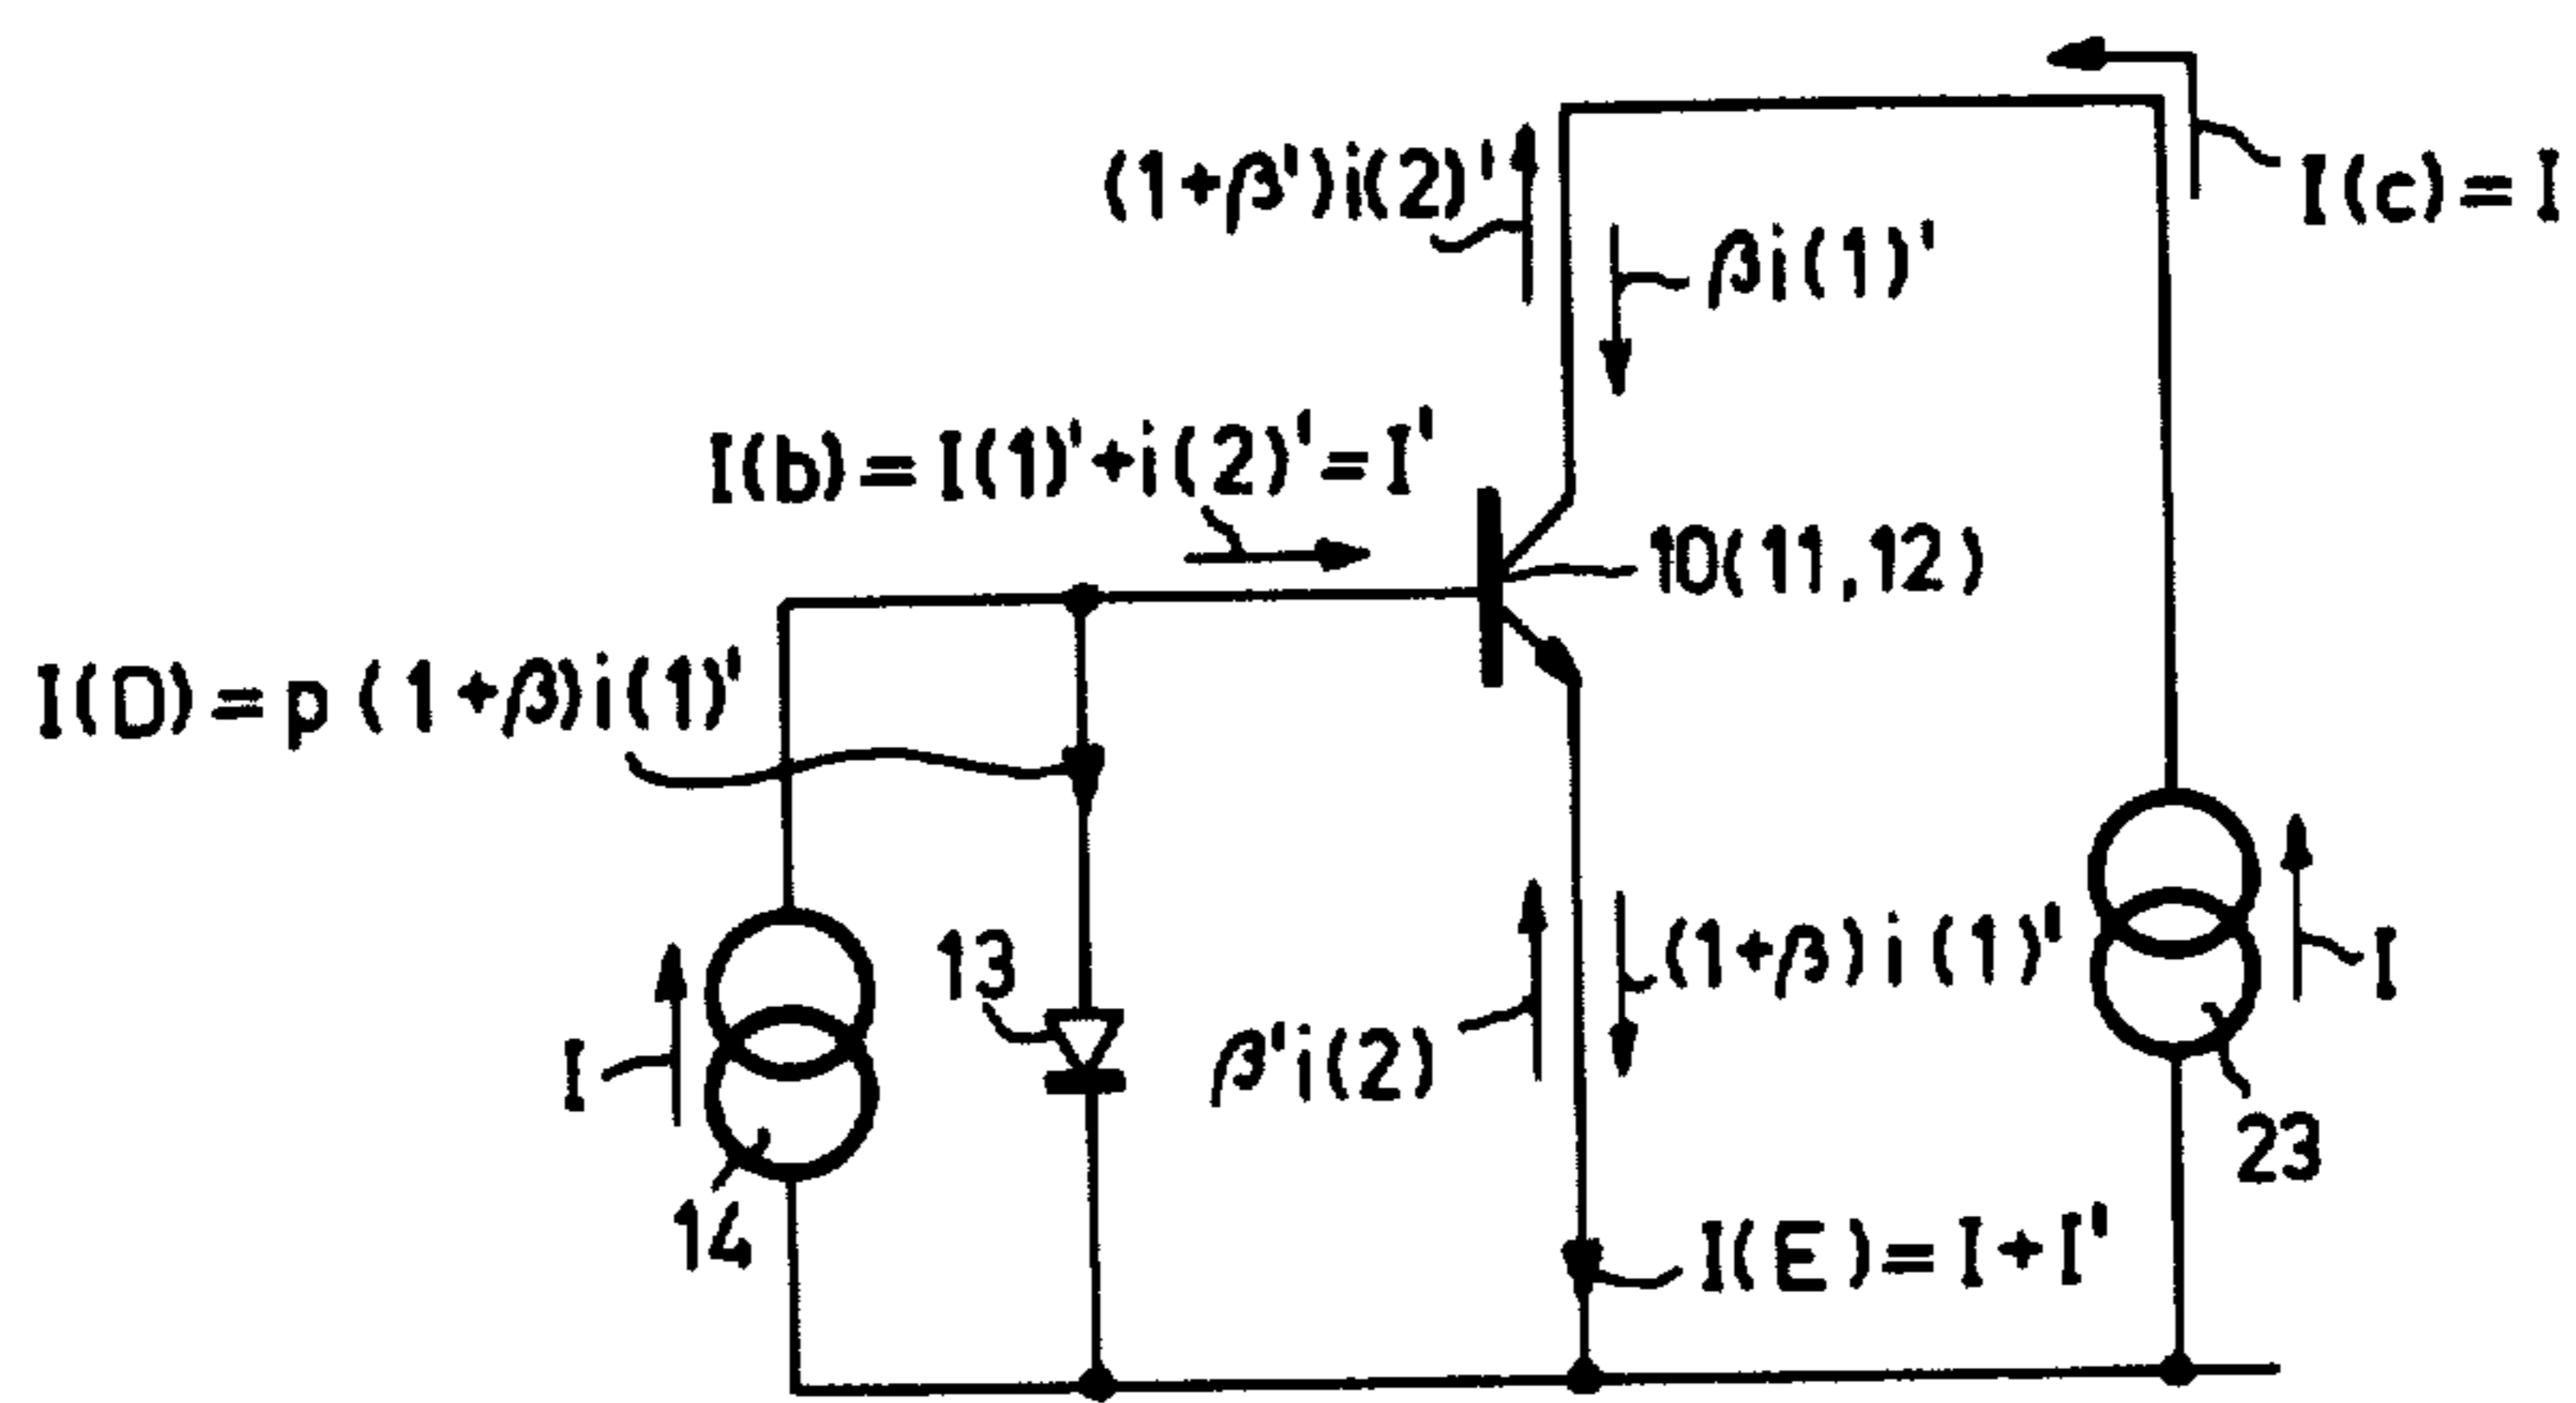 (1+β')i(2)'
I(c)=I
βi(1)'
I(b)=I(1)'+i(2)'=I'
10(11,12)
I(D)=p(1+β)i(1)'
13
(1+β)i(1)'
I
β'i(2)
I
14
23
I(E)=I+I'